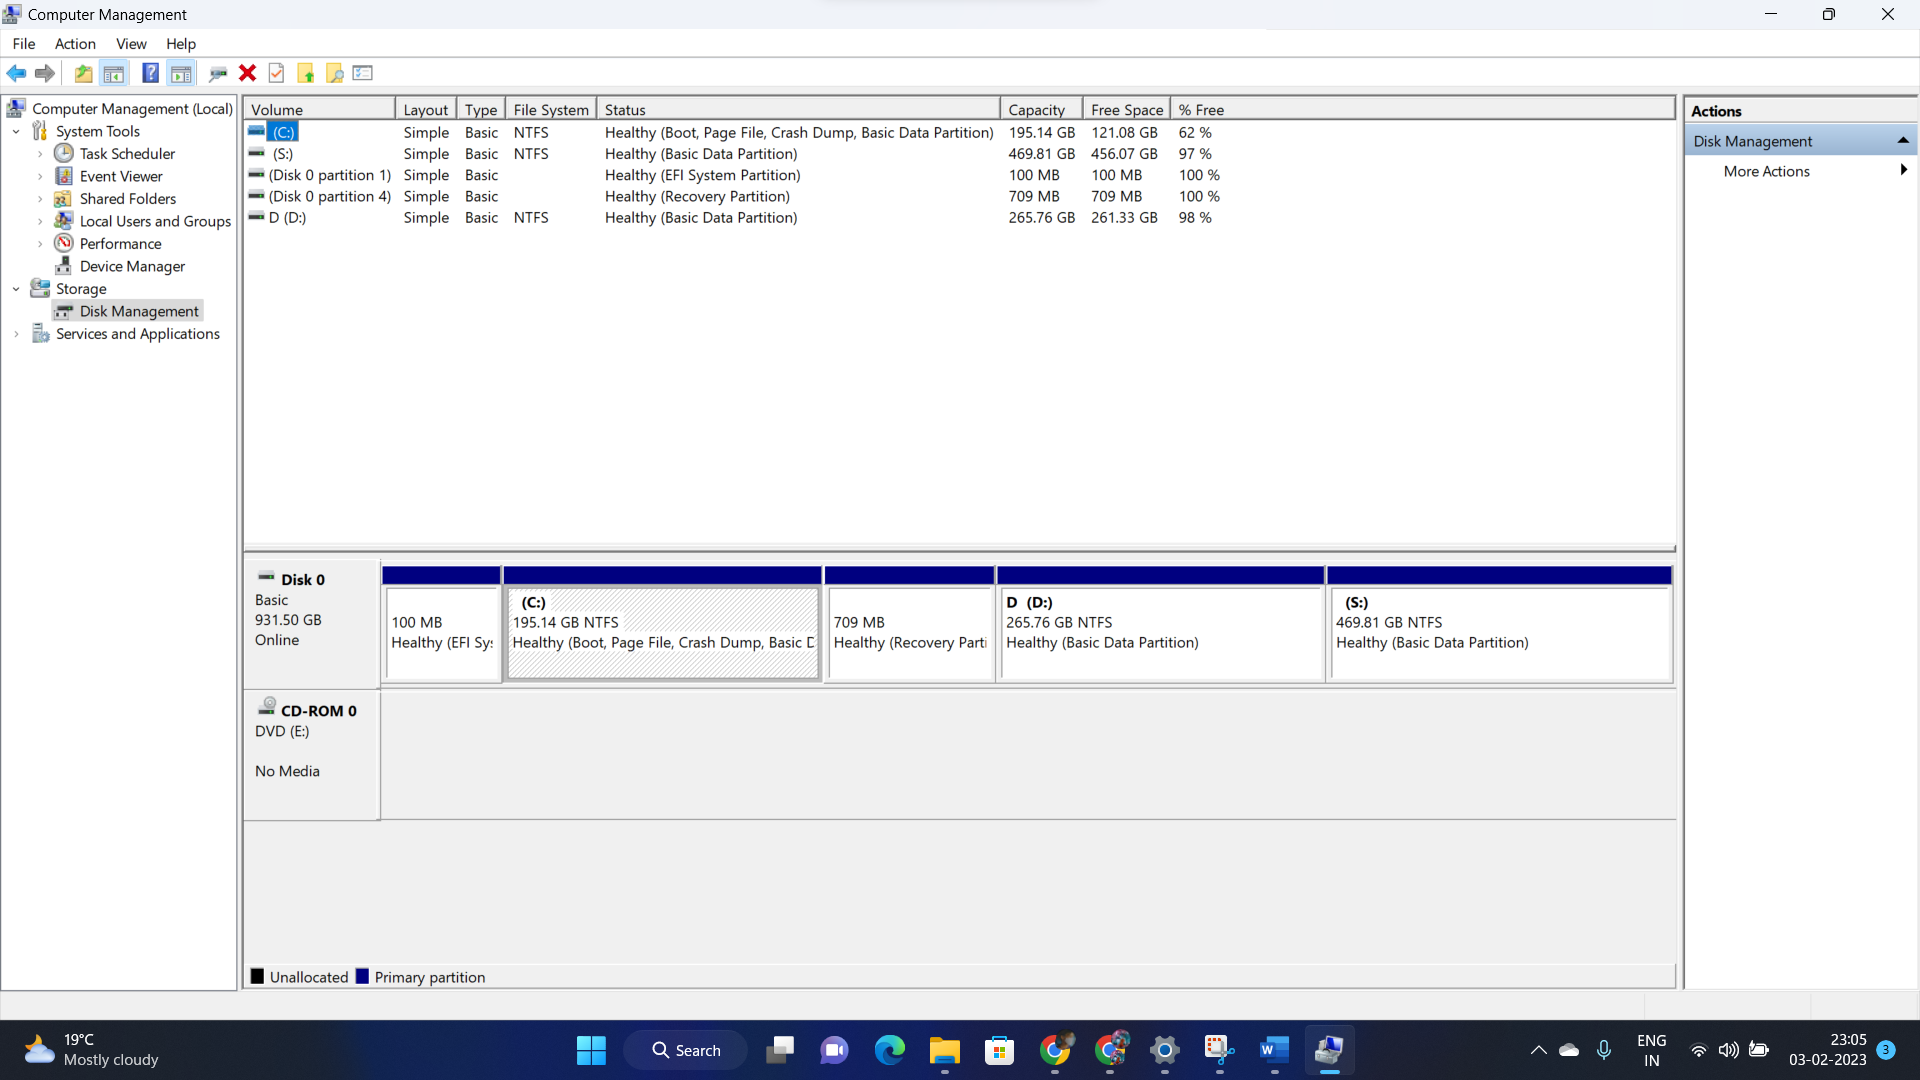 Computer Management
File Action View Help
Computer Management (Local)
System Tools
Task Scheduler
Event Viewer
Shared Folders
Local Users and Groups
Performance
Device Manager
Storage
Disk Management
Services and Applications
Volume Layout Type File System Status Capacity Free Space % Free
(C:) Simple Basic NTFS Healthy (Boot, Page File, Crash Dump, Basic Data Partition) 195.14 GB 121.08 GB 62 %
(S:) Simple Basic NTFS Healthy (Basic Data Partition) 469.81 GB 456.07 GB 97 %
(Disk 0 partition 1) Simple Basic Healthy (EFI System Partition) 100 MB 100 MB 100 %
(Disk 0 partition 4) Simple Basic Healthy (Recovery Partition) 709 MB 709 MB 100 %
D (D:) Simple Basic NTFS Healthy (Basic Data Partition) 265.76 GB 261.33 GB 98 %
Actions
Disk Management
More Actions
Disk 0
Basic
931.50 GB
Online
100 MB
Healthy (EFI Sy
(C:)
195.14 GB NTFS
Healthy (Boot, Page File, Crash Dump, Basic D
709 MB
Healthy (Recovery Parti
D (D:)
265.76 GB NTFS
Healthy (Basic Data Partition)
(S:)
469.81 GB NTFS
Healthy (Basic Data Partition)
CD-ROM 0
DVD (E:)
No Media
Unallocated Primary partition
19°C
Mostly cloudy
Search
ENG
IN
23:05
03-02-2023
3